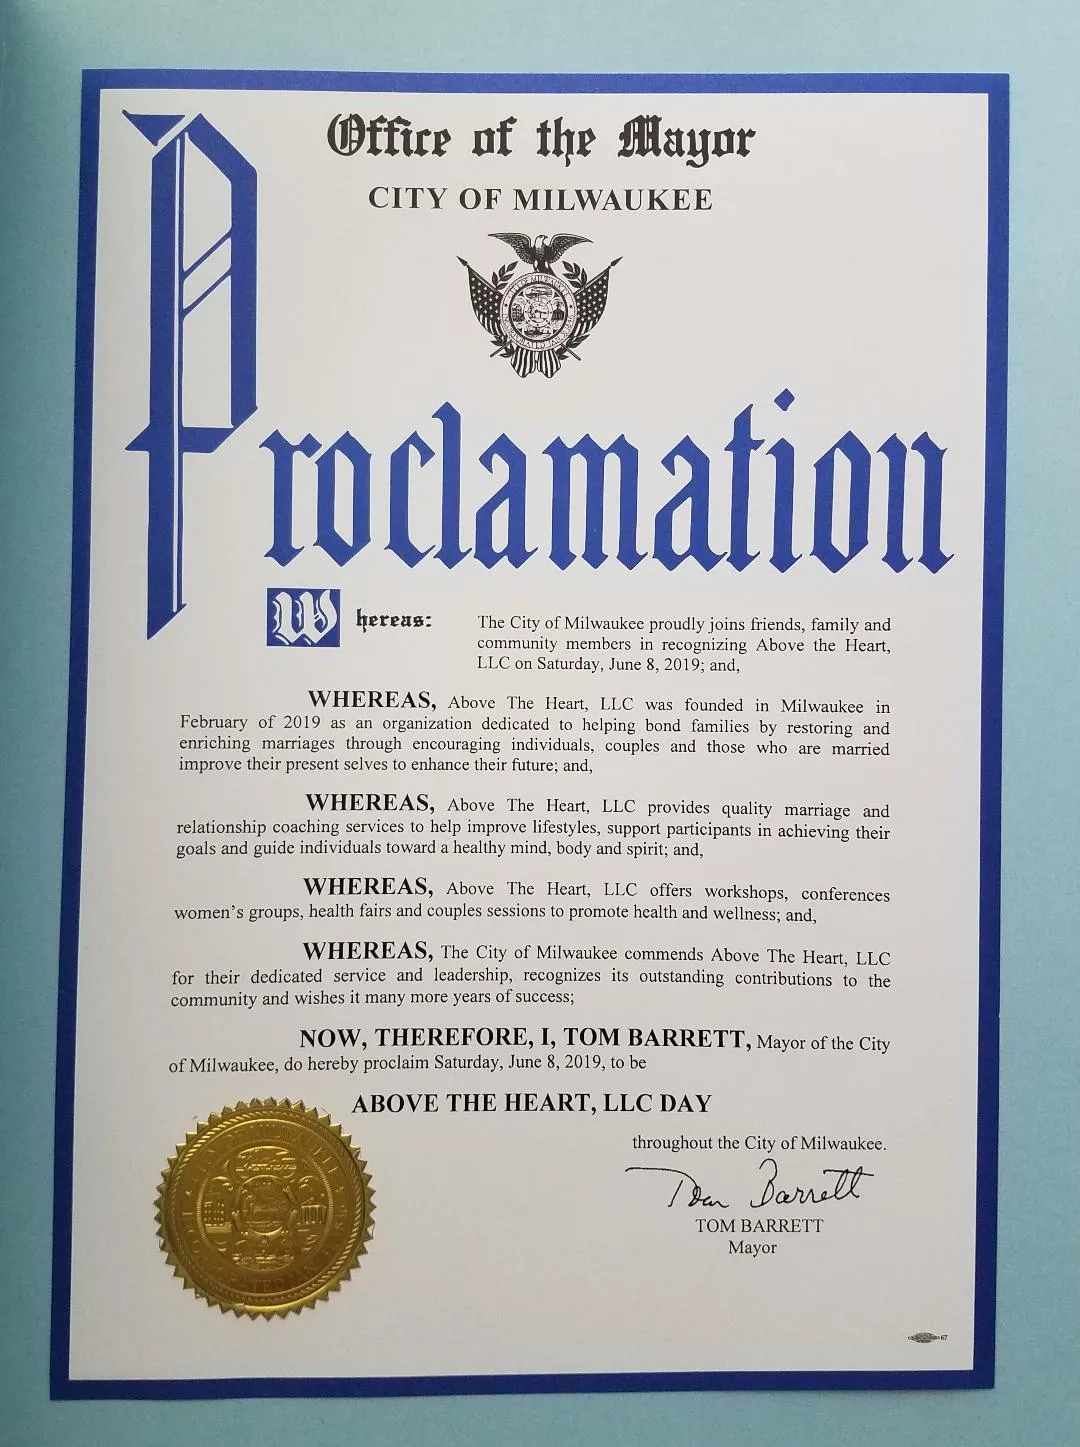 Office of the Mayor
CITY OF MILWAUKEE
Proclamation
Whereas: The City of Milwaukee proudly joins friends, family and
community members in recognizing Above the Heart,
LLC on Saturday, June 8, 2019; and,
WHEREAS, Above The Heart, LLC was founded in Milwaukee in
February of 2019 as an organization dedicated to helping bond families by restoring and
enriching marriages through encouraging individuals, couples and those who are married
improve their present selves to enhance their future; and,
WHEREAS, Above The Heart, LLC provides quality marriage and
relationship coaching services to help improve lifestyles, support participants in achieving their
goals and guide individuals toward a healthy mind, body and spirit; and,
WHEREAS, Above The Heart, LLC offers workshops, conferences
women's groups, health fairs and couples sessions to promote health and wellness; and,
WHEREAS, The City of Milwaukee commends Above The Heart, LLC
for their dedicated service and leadership, recognizes its outstanding contributions to the
community and wishes it many more years of success;
NOW, THEREFORE, I, TOM BARRETT, Mayor of the City
of Milwaukee, do hereby proclaim Saturday, June 8, 2019, to be
ABOVE THE HEART, LLC DAY
throughout the City of Milwaukee.
Tom Barrett
TOM BARRETT
Mayor
67